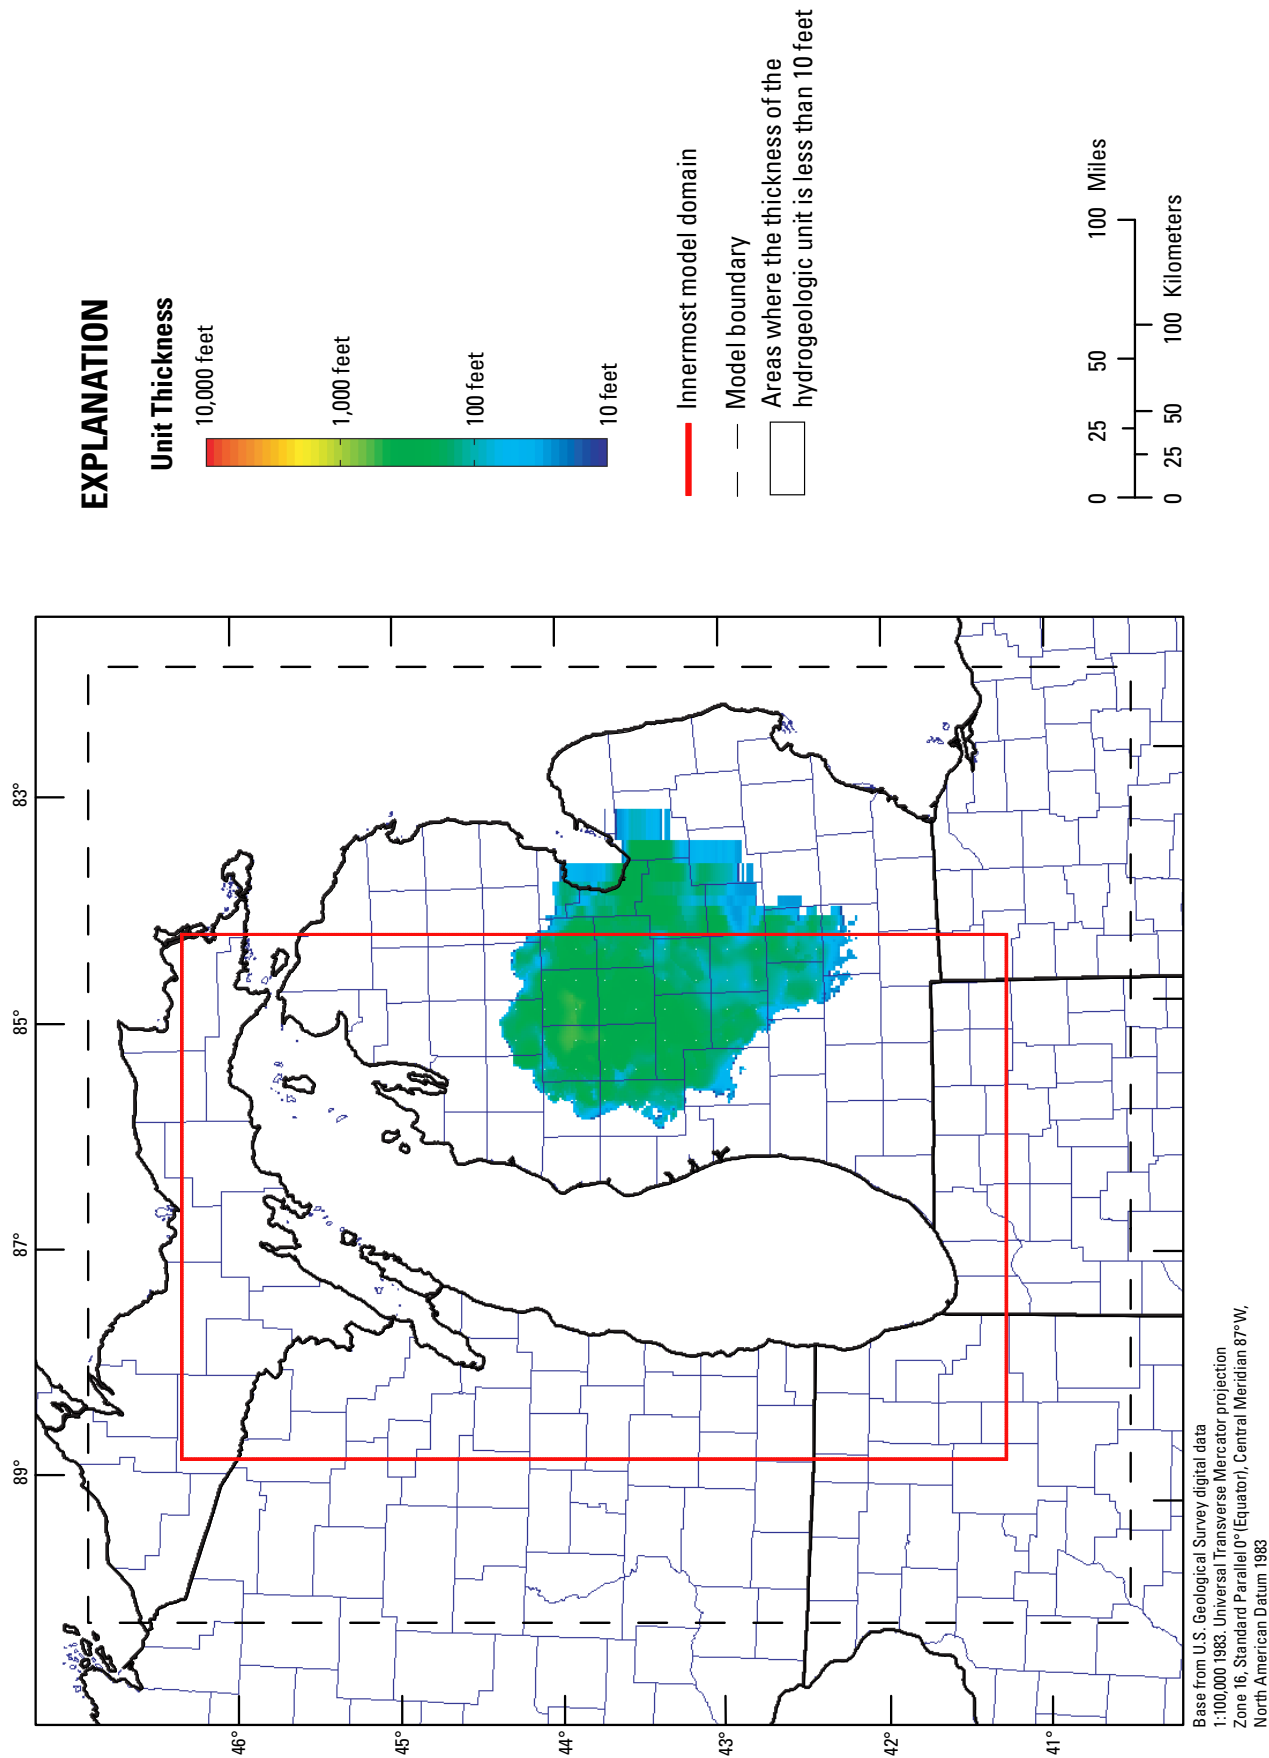 EXPLANATION
Unit Thickness
10,000 feet
1,000 feet
100 feet
10 feet
Innermost model domain
Model boundary
Areas where the thickness of the
hydrogeologic unit is less than 10 feet
0 25 50 100 Miles
0 25 50 100 Kilometers
89° 87° 85° 83°
46°
45°
44°
43°
42°
41°
Base from U.S. Geological Survey digital data
1:100,000 1983. Universal Transverse Mercator projection
Zone 16, Standard Parallel 0° (Equator), Central Meridian 87° W,
North American Datum 1983